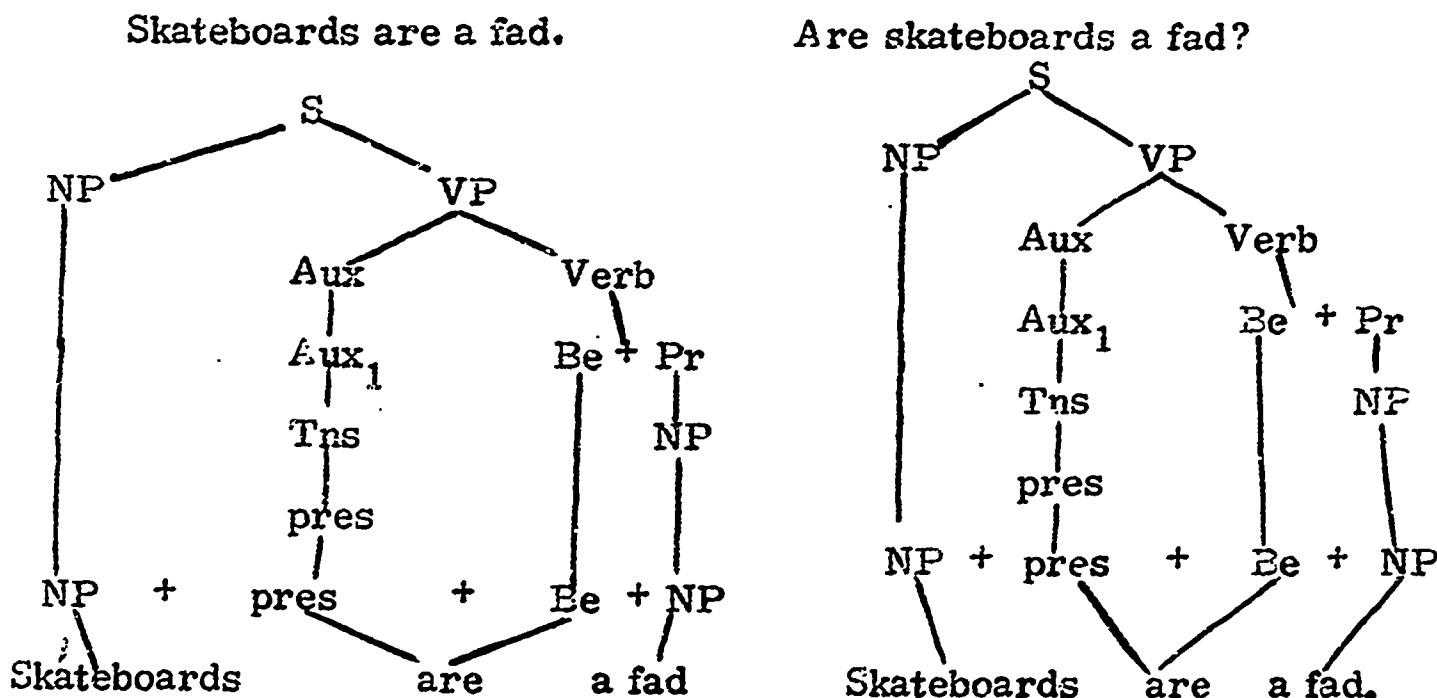 Skateboards are a fad.
S
NP VP
Aux Verb
Aux1 Be + Pr
Tns NP
pres
NP + pres + Be + NP
Skateboards are a fad
Are skateboards a fad?
S
NP VP
Aux Verb
Aux1 Be + Pr
Tns NP
pres
NP + pres + Be + NP
Skateboards are a fad.